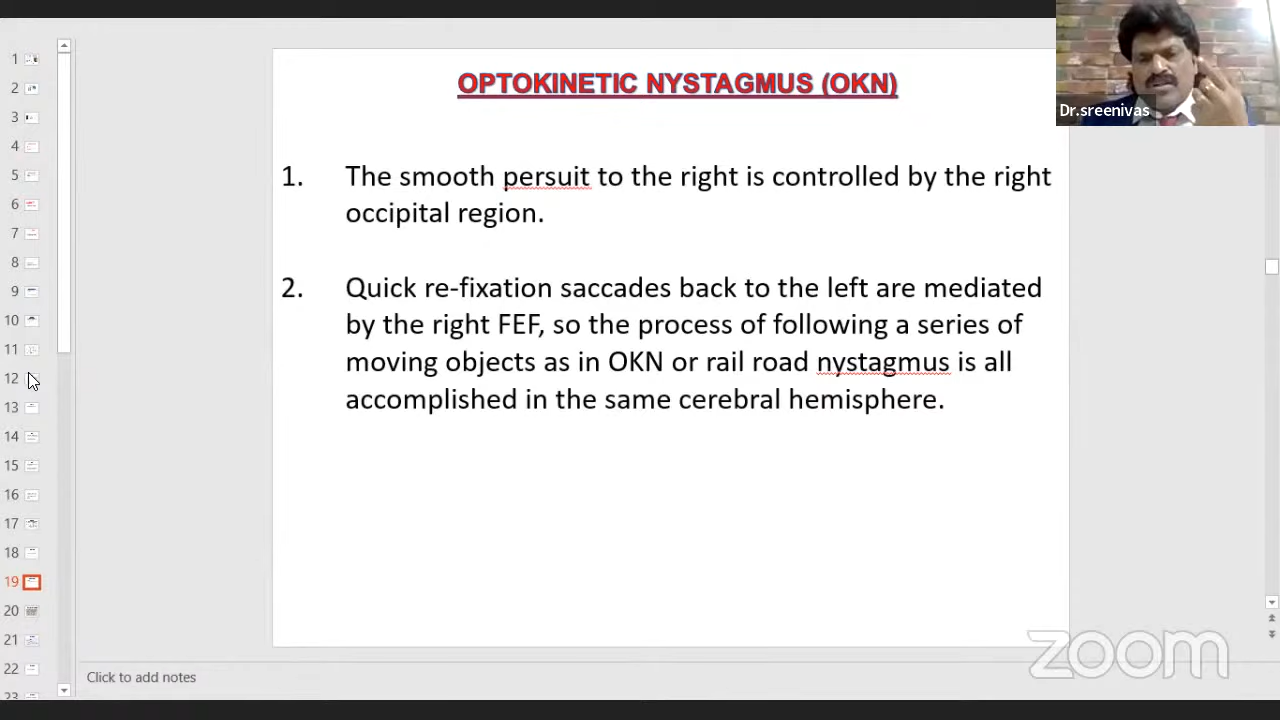 OPTOKINETIC NYSTAGMUS (OKN)
Dr.sreenivas
1. The smooth persuit to the right is controlled by the right
occipital region.
2. Quick re-fixation saccades back to the left are mediated
by the right FEF, so the process of following a series of
moving objects as in OKN or rail road nystagmus is all
accomplished in the same cerebral hemisphere.
1
2
3
4
5
6
7
8
9
10
11
12
13
14
15
16
17
18
19
20
21
22
23
Click to add notes
zoom